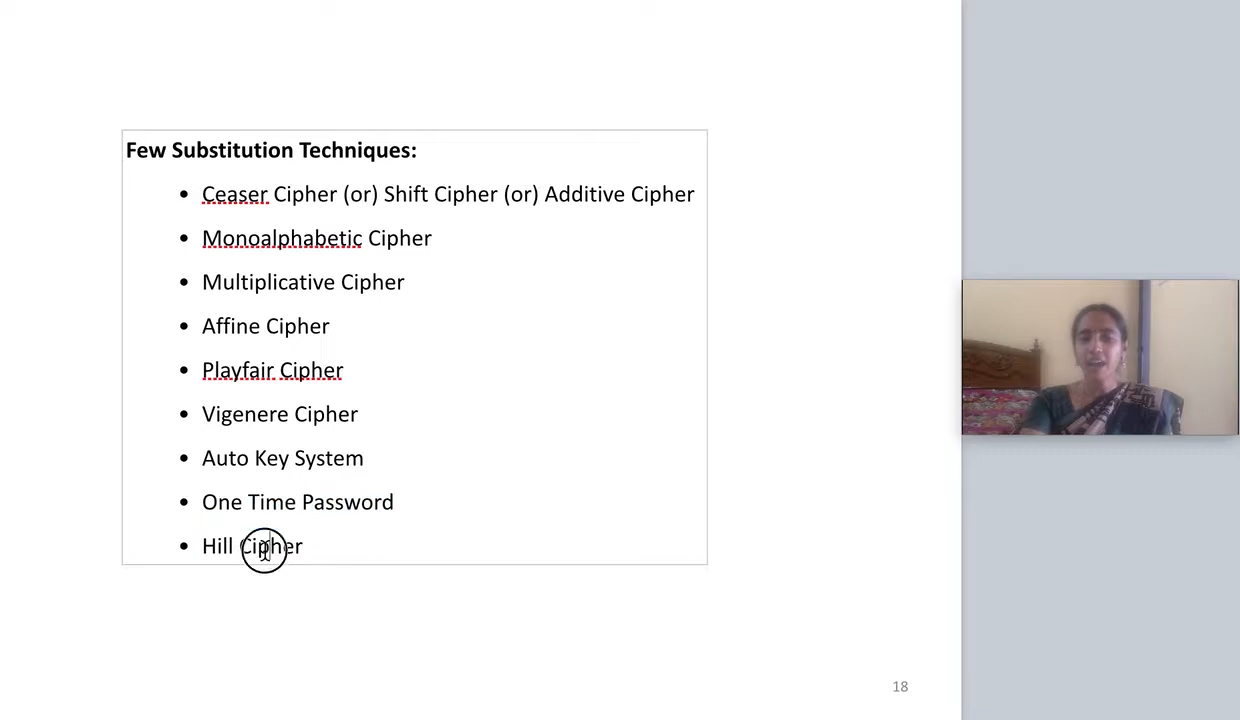 Few Substitution Techniques:
• Ceaser Cipher (or) Shift Cipher (or) Additive Cipher
• Monoalphabetic Cipher
• Multiplicative Cipher
• Affine Cipher
• Playfair Cipher
• Vigenere Cipher
• Auto Key System
• One Time Password
• Hill Cipher
18